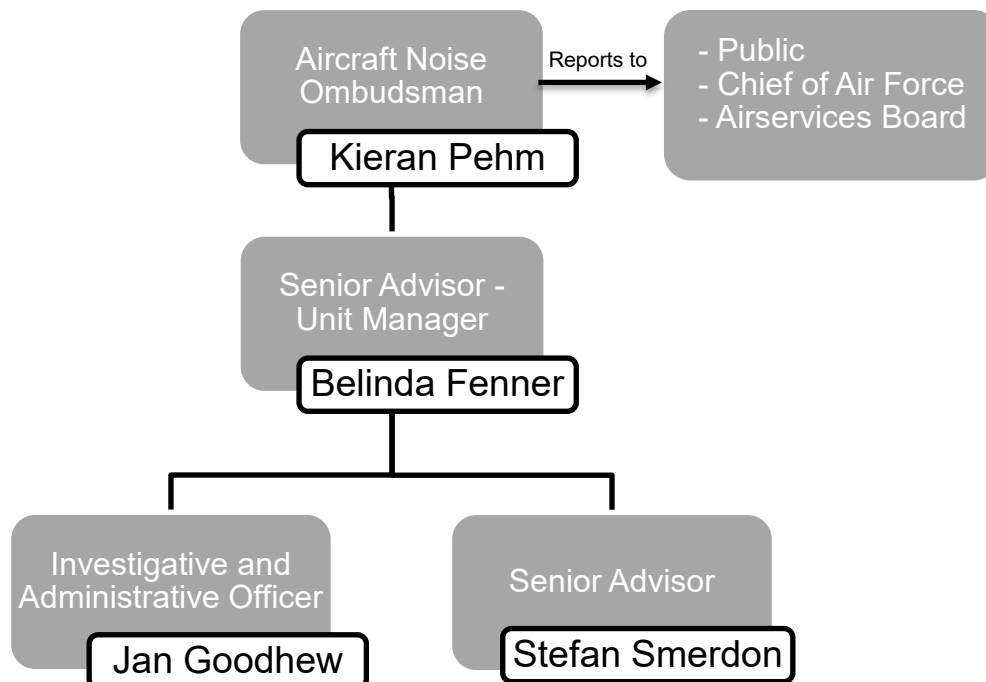 Aircraft Noise
Ombudsman
Kieran Pehm
Reports to
- Public
- Chief of Air Force
- Airservices Board
Senior Advisor -
Unit Manager
Belinda Fenner
Investigative and
Administrative Officer
Jan Goodhew
Senior Advisor
Stefan Smerdon